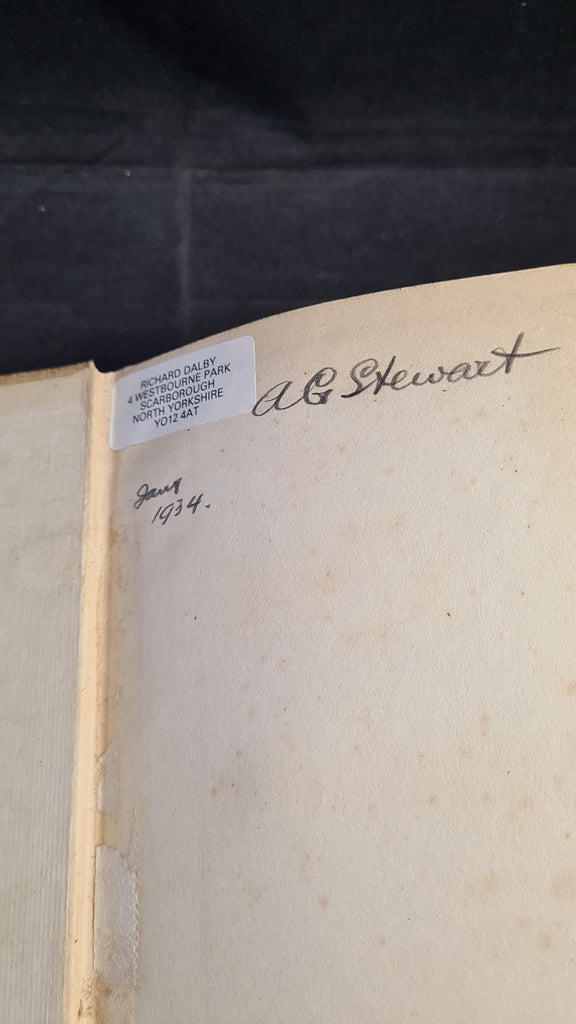 RICHARD DALBY
4 WESTBOURNE PARK
SCARBOROUGH
NORTH YORKSHIRE
YO12 4AT
A G Stewart
Jany
1934.